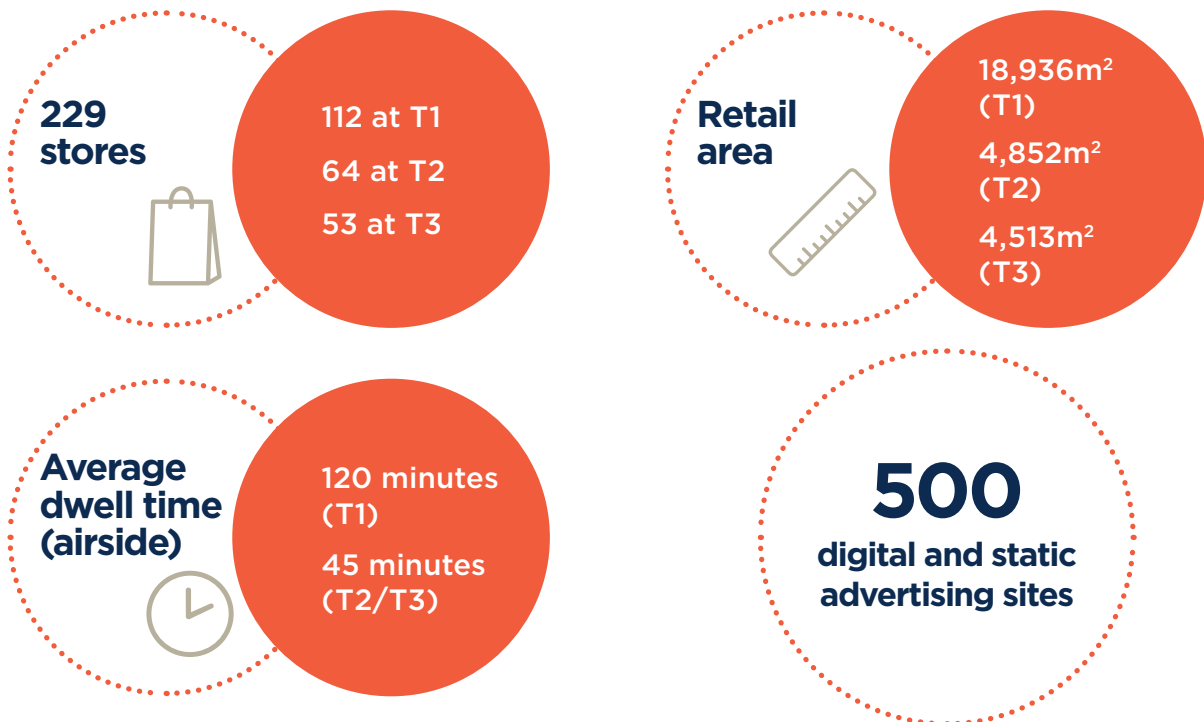 229
stores
112 at T1
64 at T2
53 at T3
Retail
area
18,936m²
(T1)
4,852m²
(T2)
4,513m²
(T3)
Average
dwell time
(airside)
120 minutes
(T1)
45 minutes
(T2/T3)
500
digital and static
advertising sites